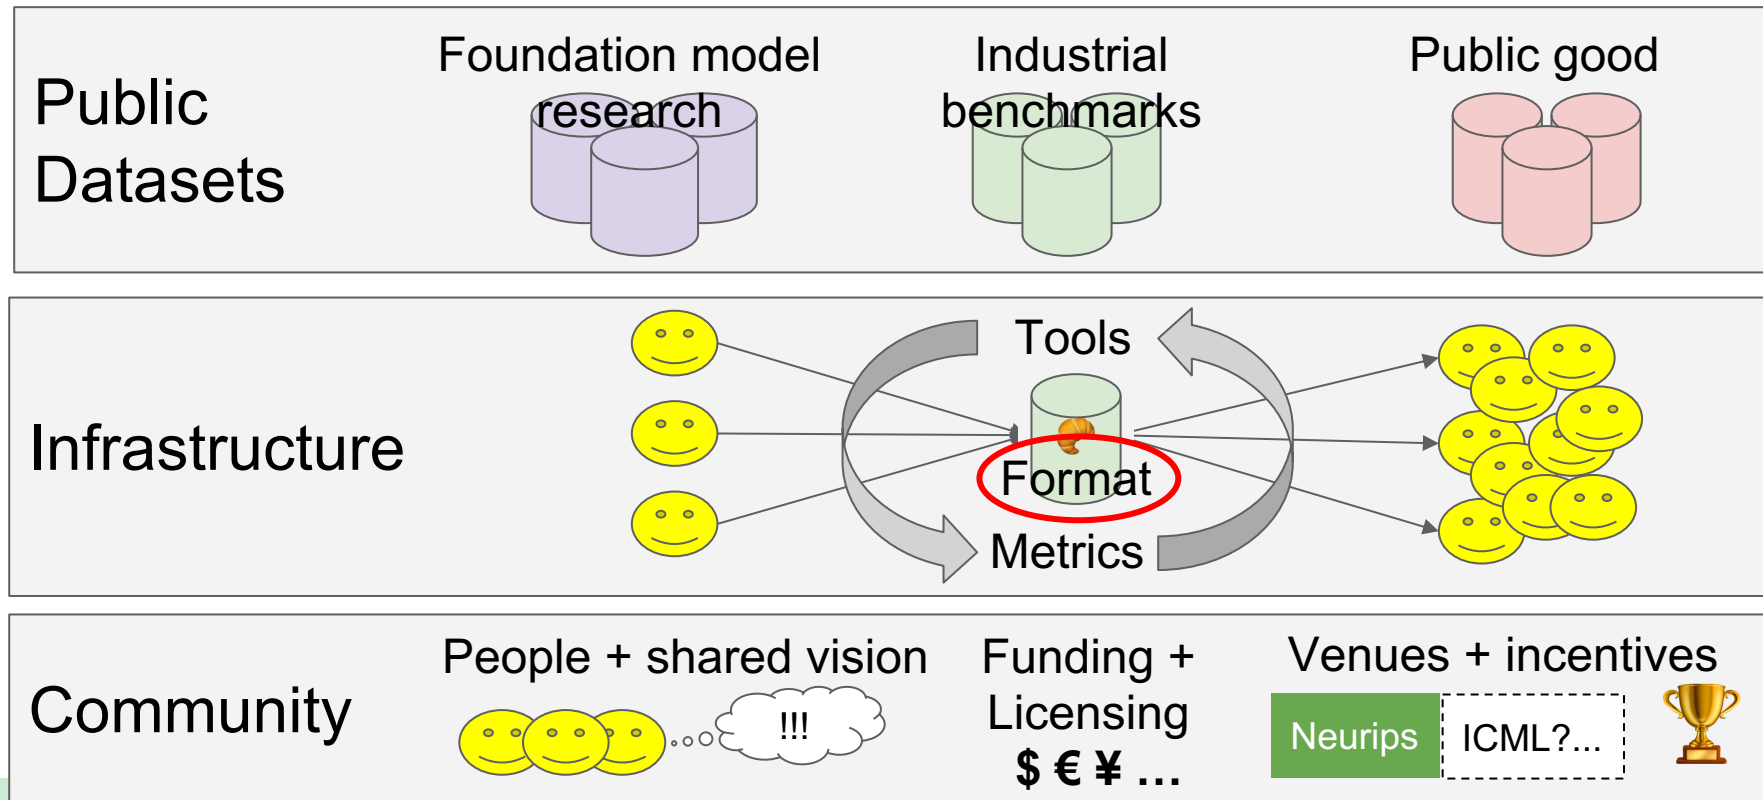 Public
Datasets
Foundation model
research
Industrial
benchmarks
Public good
Infrastructure
Tools
Format
Metrics
Community
People + shared vision
!!!
Funding +
Licensing
$ € ¥ ...
Venues + incentives
Neurips
ICML?...